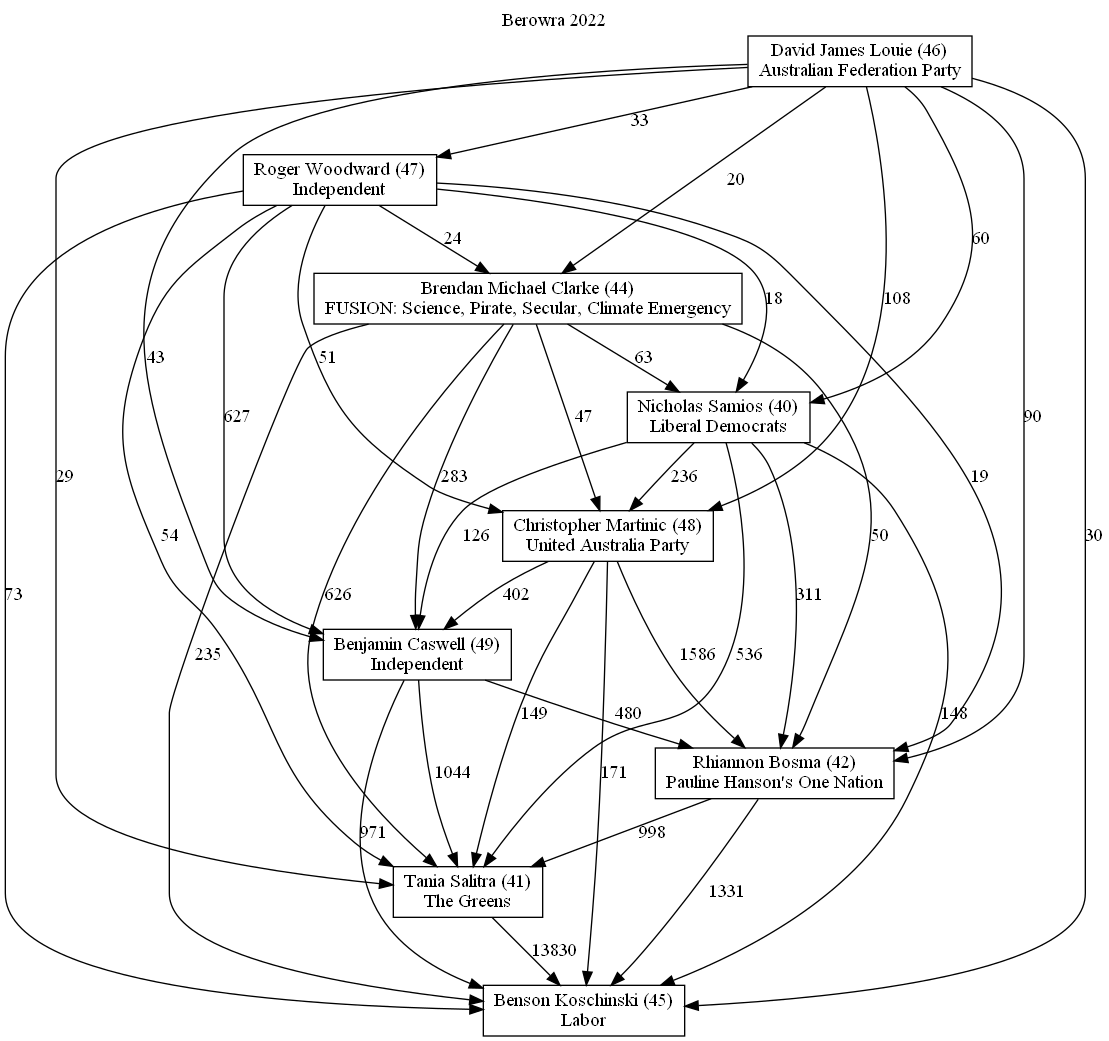 Berowra 2022
David James Louie (46)
Australian Federation Party
33
Roger Woodward (47)
Independent
20
24
60
Brendan Michael Clarke (44)
FUSION: Science, Pirate, Secular, Climate Emergency
18
108
43
51
63
Nicholas Samios (40)
Liberal Democrats
627
47
90
29
283
236
19
Christopher Martinic (48)
United Australia Party
54
126
50
30
73
626
402
311
Benjamin Caswell (49)
Independent
235
1586
536
149
480
148
Rhiannon Bosma (42)
Pauline Hanson's One Nation
1044
171
971
998
Tania Salitra (41)
The Greens
1331
13830
Benson Koschinski (45)
Labor